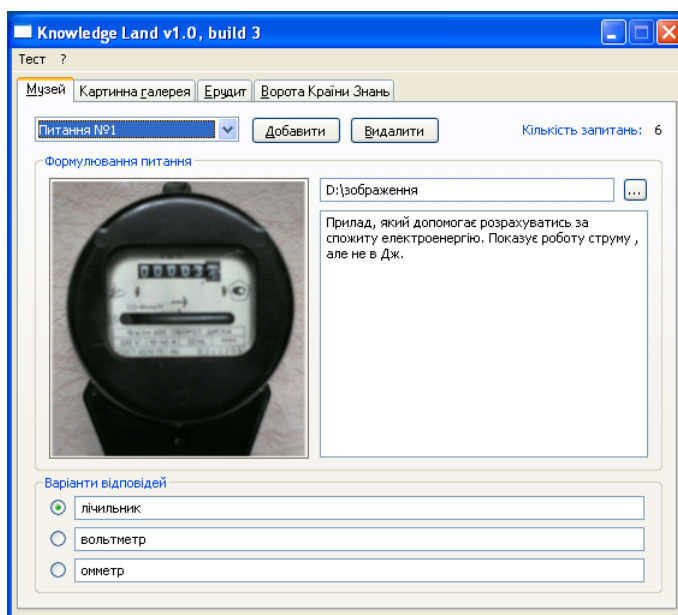 Knowledge Land v1.0, build 3
Тест ?
Музей Картинна галерея Ерудит Ворота Країни Знань
Питання №1 Добавити Видалити Кількість запитань: 6
Формулювання питання
D:\зображення ...
Прилад, який допомогає розрахуватись за
спожиту електроенергію. Показує роботу струму ,
але не в Дж.
Варіанти відповідей
лічильник
вольтметр
омметр